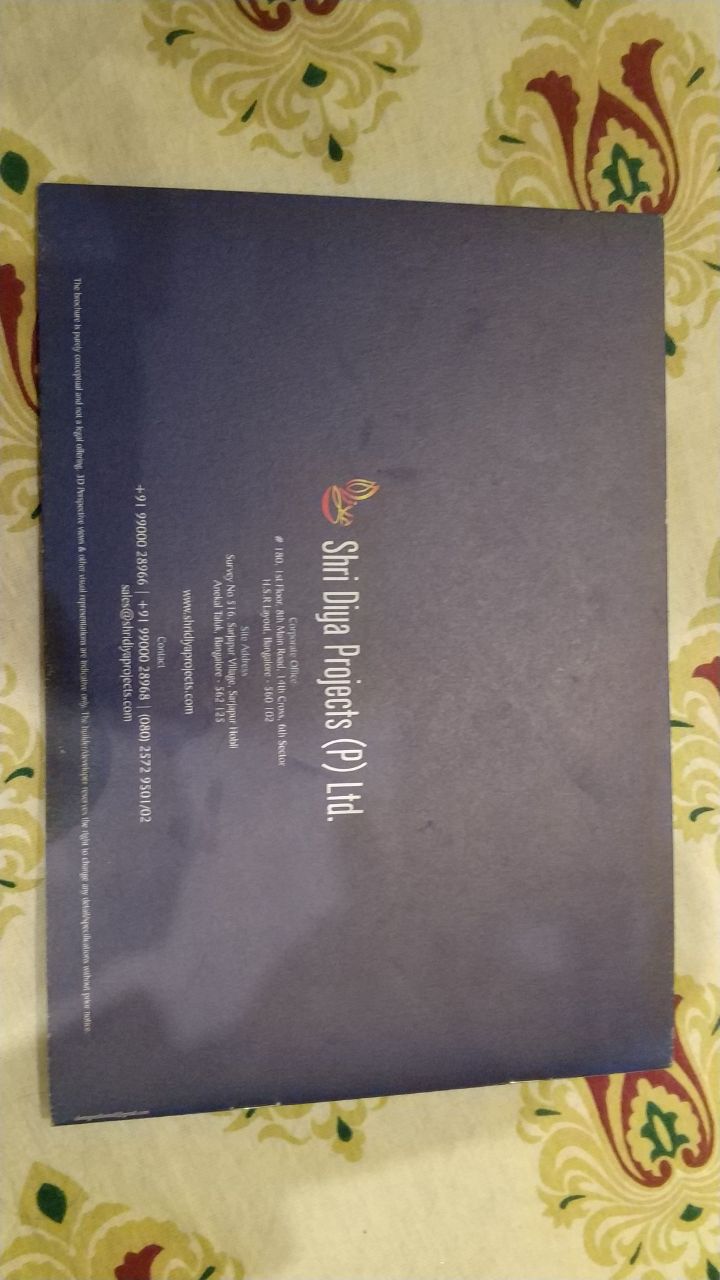 Shri Diya Projects (P) Ltd.
Corporate Office
# 180, 1st Floor, 8th Main Road, 14th Cross, 6th Sector
H.S.R Layout, Bangalore - 560 102
Site Address
Survey No 516, Sarjapur Village, Sarjapur Hobli
Anekal Taluk, Bangalore - 562 125
www.shridiyaprojects.com
Contact
+91 99000 28966 | +91 99000 28968 | (080) 2572 9501/02
sales@shridiyaprojects.com
The brochure is purely conceptual and not a legal offering. 3D Perspective views & other visual representations are indicative only. The builder/developer reserves the right to change any detail/specifications without prior notice.